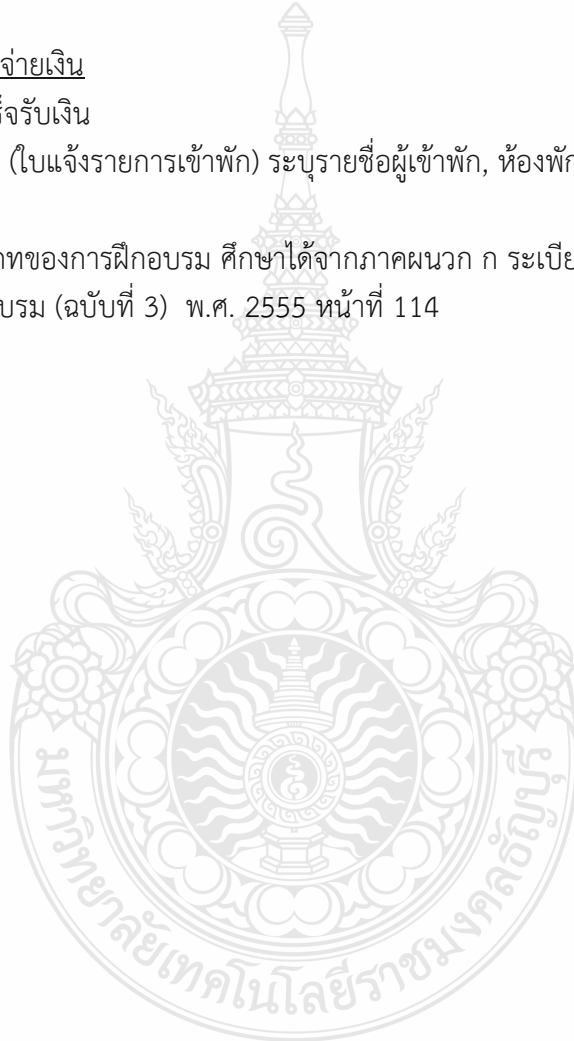 จ่ายเงิน
ร็จรับเงิน
(ใบแจ้งรายการเข้าพัก) ระบุรายชื่อผู้เข้าพัก, ห้องพัก
ภทของการฝึกอบรม ศึกษาได้จากภาคผนวก ก ระเบีย
บรม (ฉบับที่ 3) พ.ศ. 2555 หน้าที่ 114
มหาวิทยาลัยเทคโนโลยีราชมงคลธัญบุรี